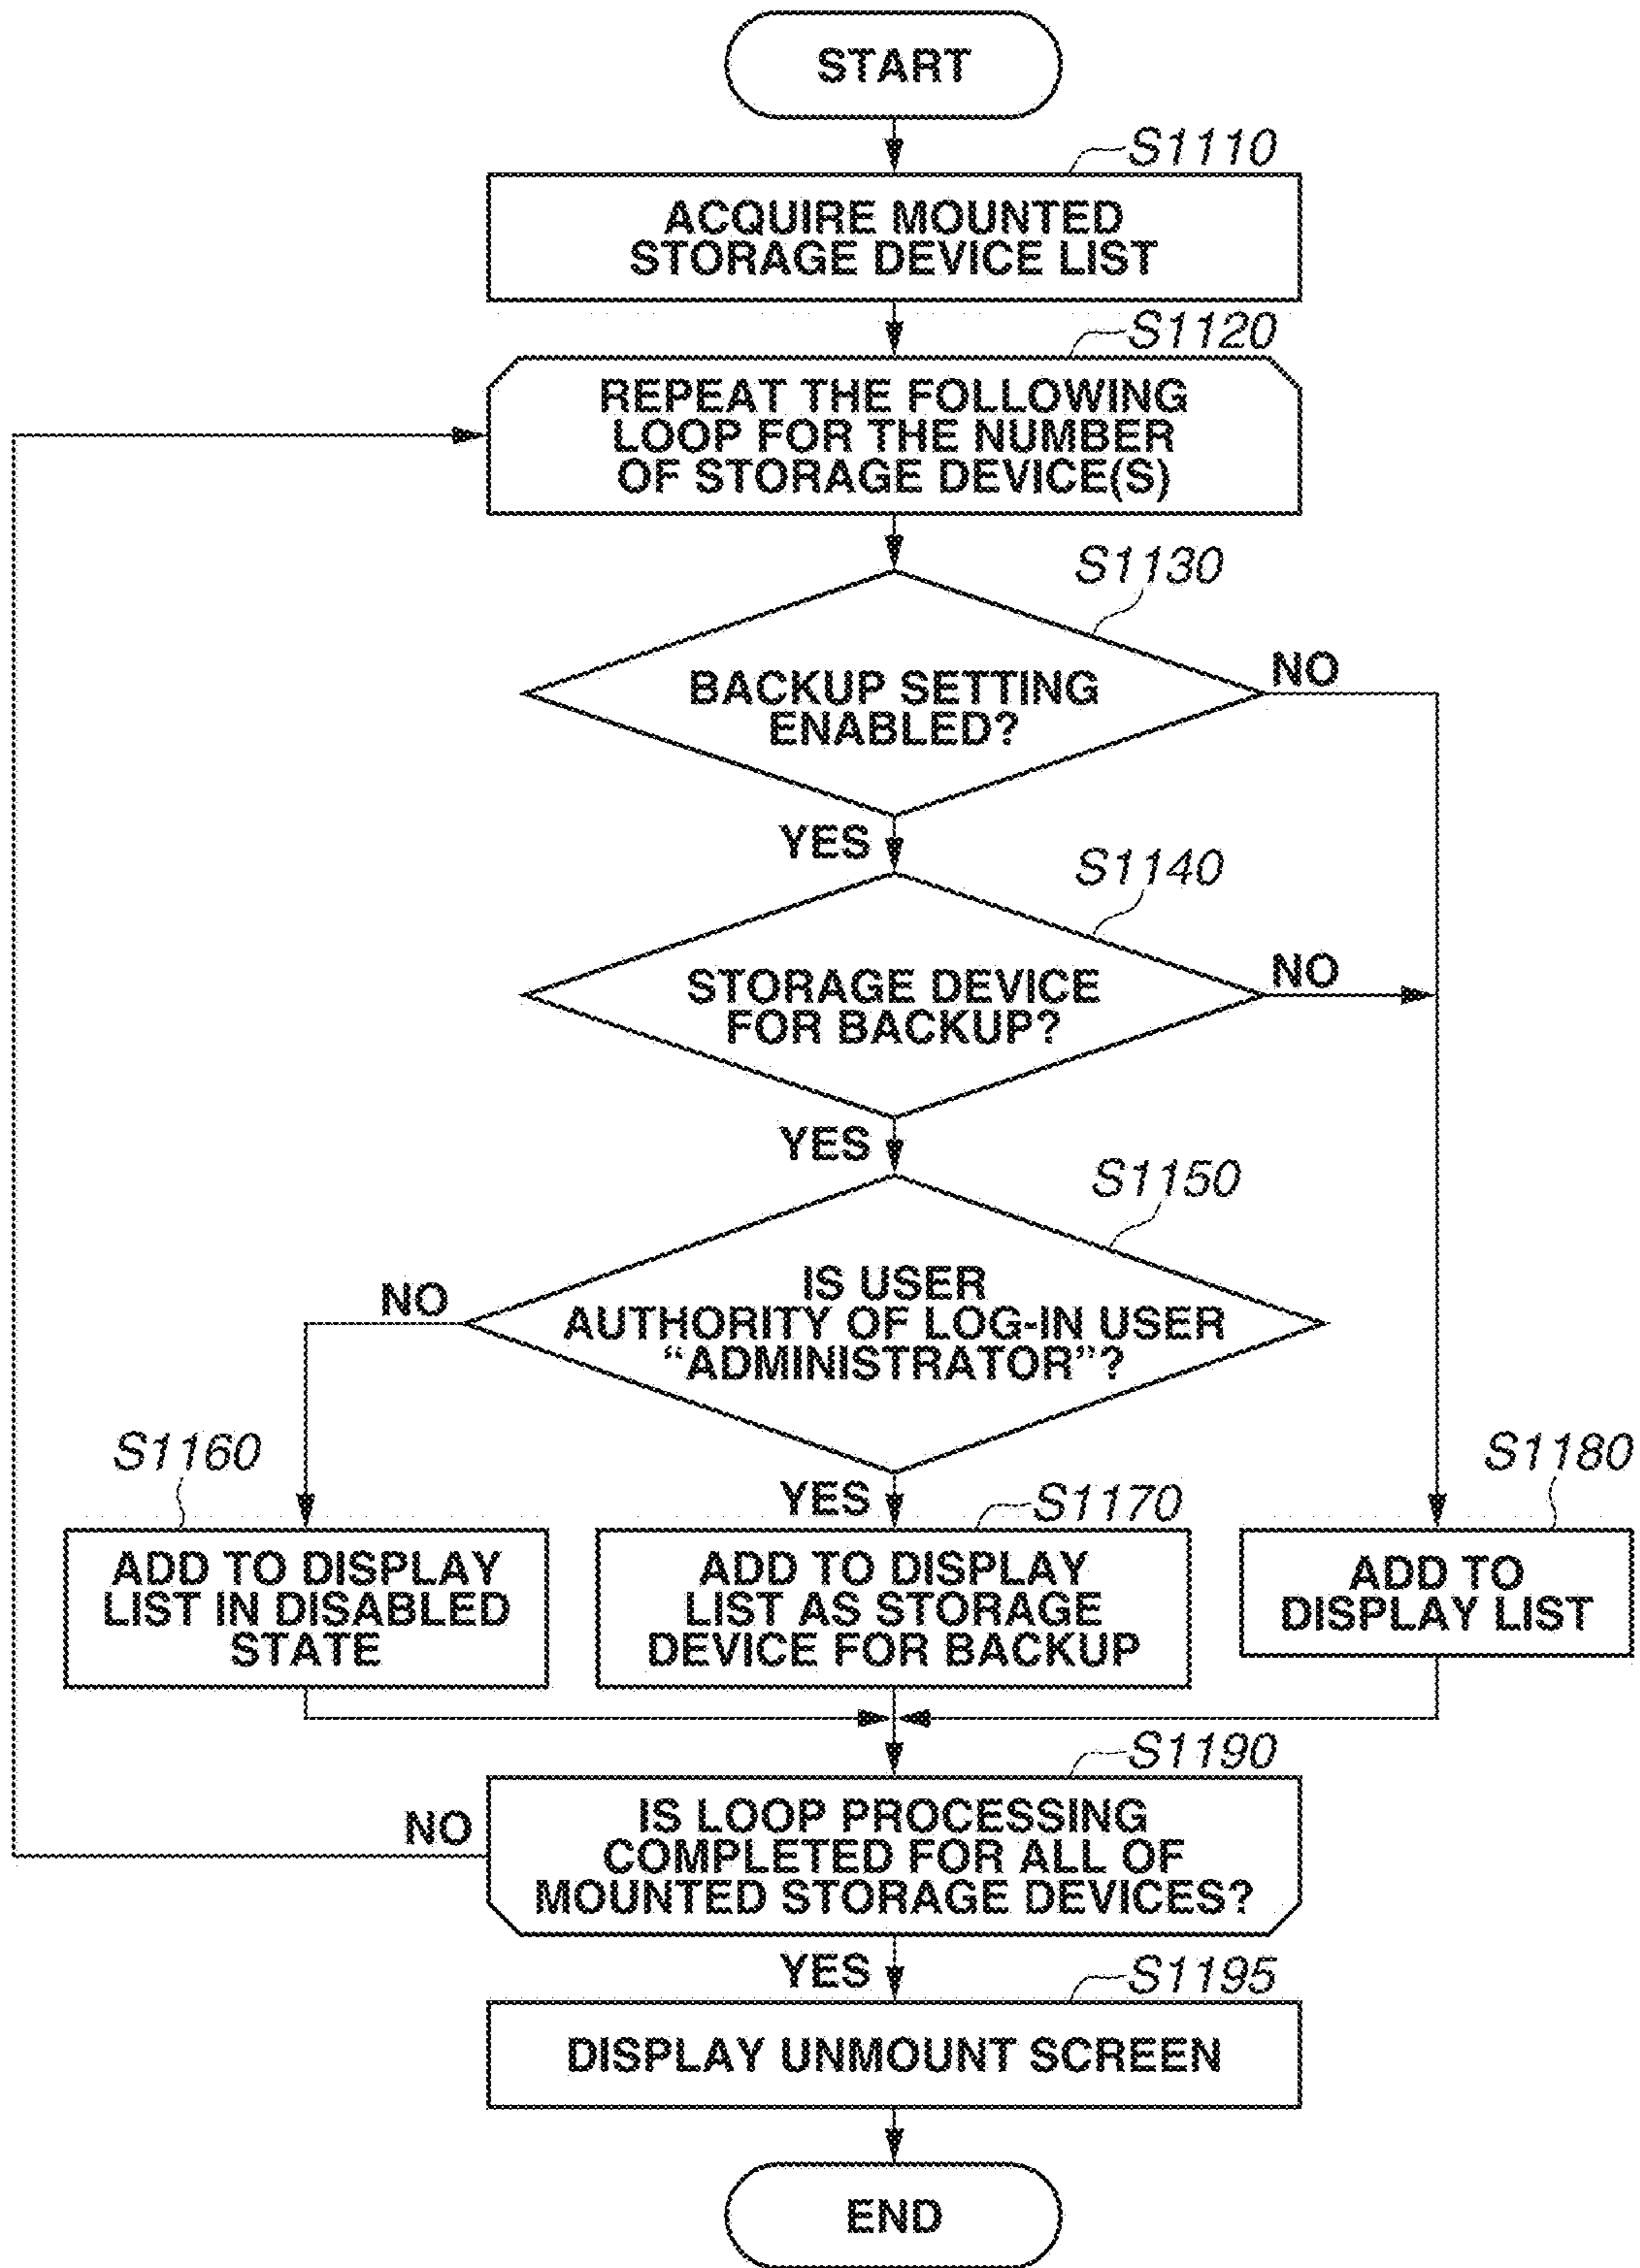 START
S1110
ACQUIRE MOUNTED
STORAGE DEVICE LIST
S1120
REPEAT THE FOLLOWING
LOOP FOR THE NUMBER
OF STORAGE DEVICE(S)
S1130
BACKUP SETTING
ENABLED?
NO
YES
S1140
STORAGE DEVICE
FOR BACKUP?
NO
YES
S1150
IS USER
AUTHORITY OF LOG-IN USER
“ADMINISTRATOR”?
NO
YES
S1160
ADD TO DISPLAY
LIST IN DISABLED
STATE
S1170
ADD TO DISPLAY
LIST AS STORAGE
DEVICE FOR BACKUP
S1180
ADD TO
DISPLAY LIST
S1190
IS LOOP PROCESSING
COMPLETED FOR ALL OF
MOUNTED STORAGE DEVICES?
NO
YES
S1195
DISPLAY UNMOUNT SCREEN
END